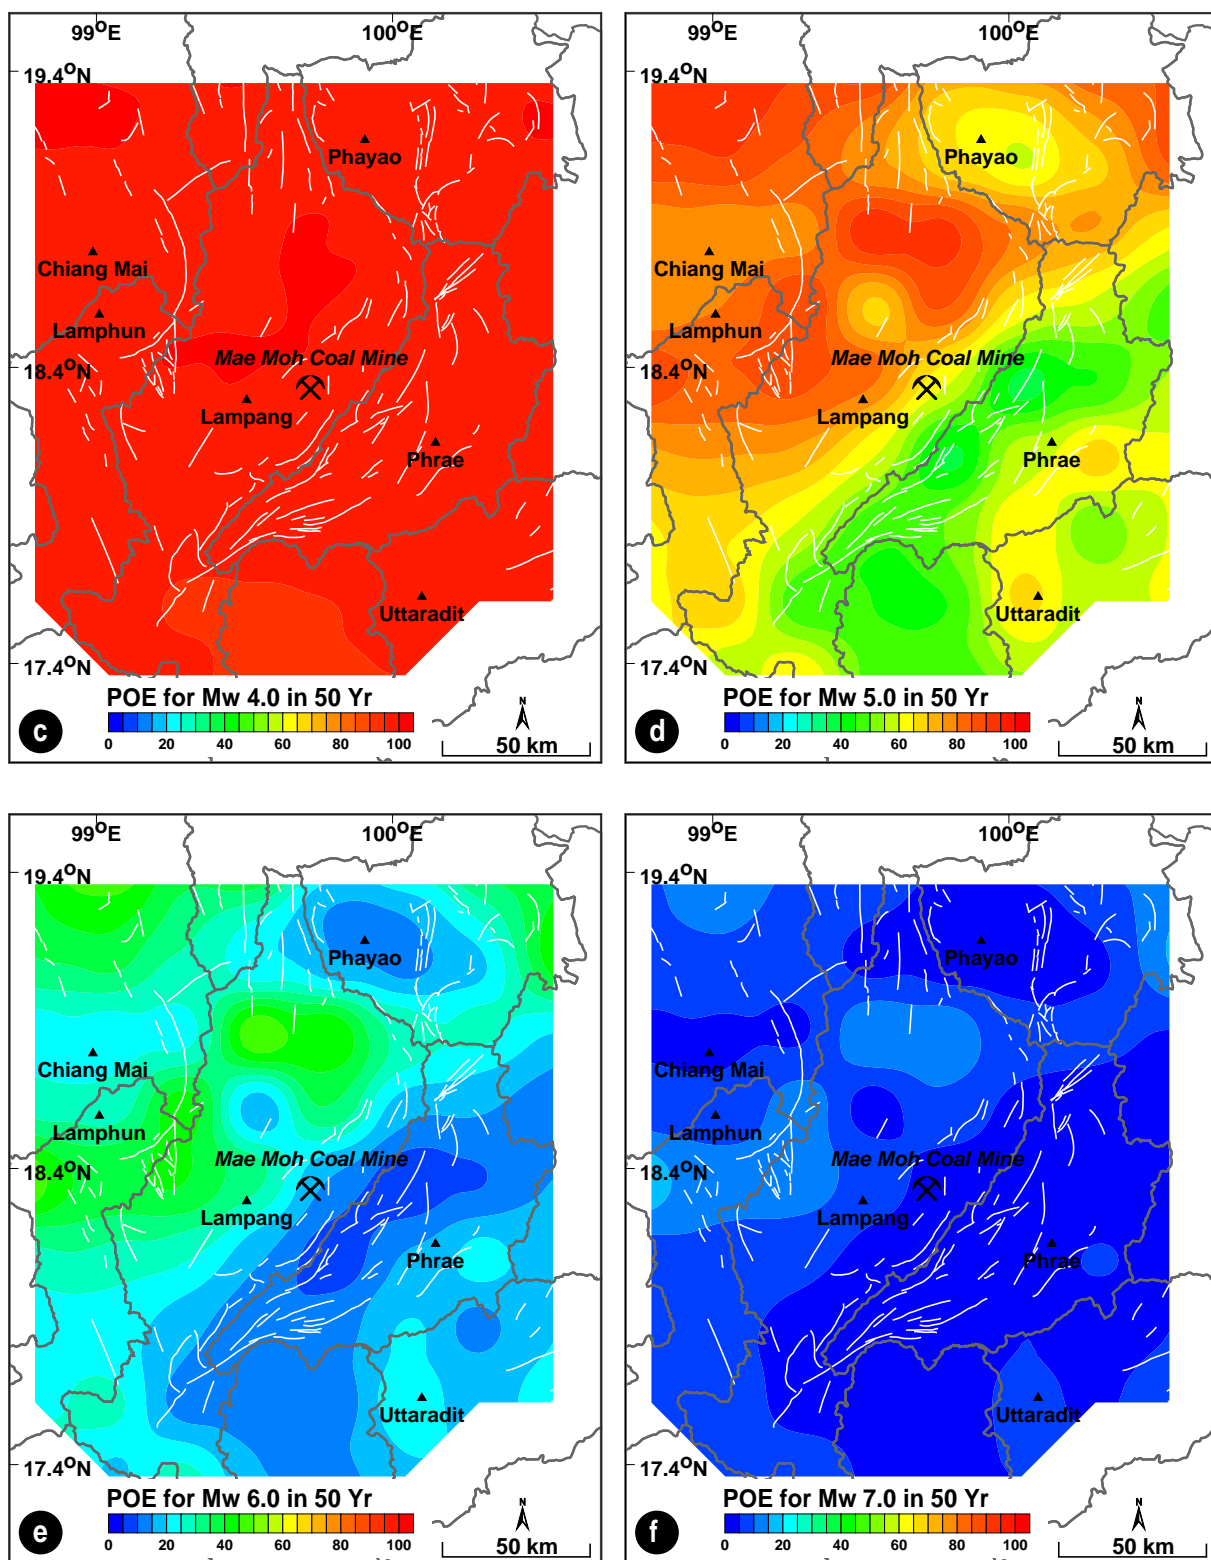 99°E 100°E
19.4°N
Phayao
Chiang Mai
Lamphun
Mae Moh Coal Mine
18.4°N
Lampang
Phrae
Uttaradit
17.4°N
POE for Mw 4.0 in 50 Yr
N
c
0 20 40 60 80 100
50 km
99°E 100°E
19.4°N
Phayao
Chiang Mai
Lamphun
Mae Moh Coal Mine
18.4°N
Lampang
Phrae
Uttaradit
17.4°N
POE for Mw 5.0 in 50 Yr
N
d
0 20 40 60 80 100
50 km
99°E 100°E
19.4°N
Phayao
Chiang Mai
Lamphun
Mae Moh Coal Mine
18.4°N
Lampang
Phrae
Uttaradit
17.4°N
POE for Mw 6.0 in 50 Yr
N
e
0 20 40 60 80 100
50 km
99°E 100°E
19.4°N
Phayao
Chiang Mai
Lamphun
Mae Moh Coal Mine
18.4°N
Lampang
Phrae
Uttaradit
17.4°N
POE for Mw 7.0 in 50 Yr
N
f
0 20 40 60 80 100
50 km